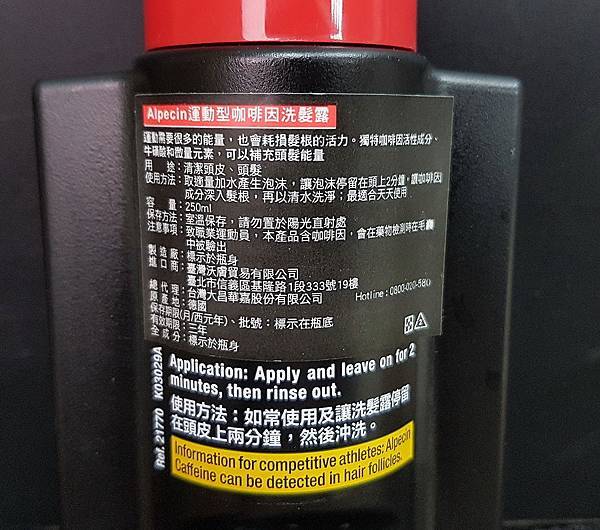 Alpecin運動型咖啡因洗髮露
運動需要很多的能量，也會耗損髮根的活力。獨特咖啡因活性成分、
牛磺酸和微量元素，可以補充頭髮能量
用　　途：清潔頭皮、頭髮
使用方法：取適量加水產生泡沫，讓泡沫停留在頭上2分鐘，讓咖啡因
成分深入髮根，再以清水洗淨；最適合天天使用
容　　量：250ml
保存方法：室溫保存，請勿置於陽光直射處
注意事項：致職業運動員，本產品含咖啡因，會在藥物檢測時在毛囊
中被驗出
製 造 廠：標示於瓶身
進 口 商：臺灣沃膚貿易有限公司
臺北市信義區基隆路1段333號19樓
總 代 理：台灣大昌華嘉股份有限公司
Hotline：0800-020-580
原 產 地：德國
保存期限(月/西元年)、批號：標示在瓶底
有效期限：三年
全 成 分：標示於瓶身
Ref. 21770 K03029A
Application: Apply and leave on for 2
minutes, then rinse out.
使用方法：如常使用及讓洗髮露停留
在頭皮上兩分鐘，然後沖洗。
Information for competitive athletes: Alpecin
Caffeine can be detected in hair follicles.